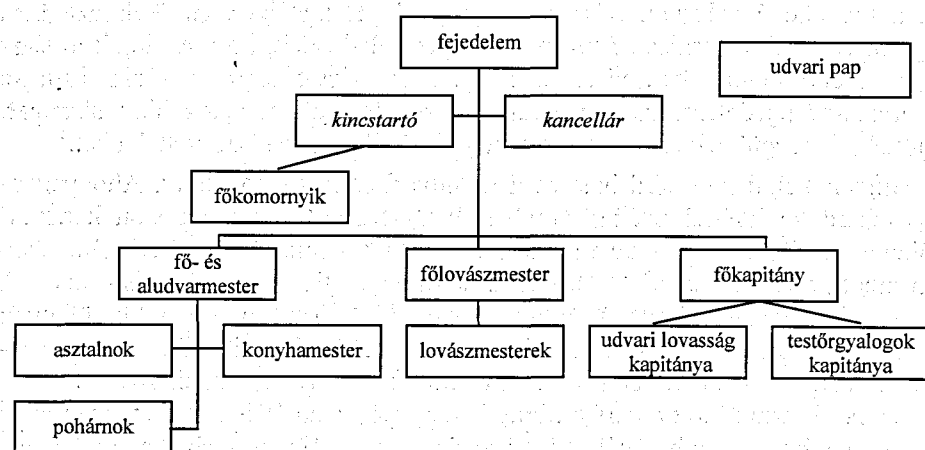 fejedelem
udvari pap
kincstartó
kancellár
főkomornyik
fő- és
aludvarmester
főlovászmester
főkapitány
asztalnok
konyhamester
lovászmesterek
udvari lovasság
kapitánya
testőrgyalogok
kapitánya
pohárnok